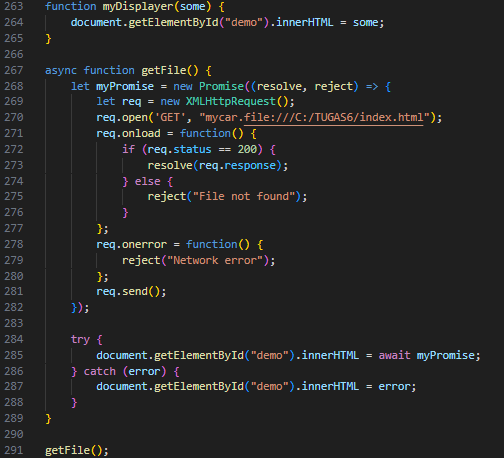 263 function myDisplayer(some) {
264     document.getElementById("demo").innerHTML = some;
265 }
266
267 async function getFile() {
268     let myPromise = new Promise((resolve, reject) => {
269         let req = new XMLHttpRequest();
270         req.open('GET', "mycar.file:///C:/TUGAS6/index.html");
271         req.onload = function() {
272             if (req.status == 200) {
273                 resolve(req.response);
274             } else {
275                 reject("File not found");
276             }
277         };
278         req.onerror = function() {
279             reject("Network error");
280         };
281         req.send();
282     });
283
284     try {
285         document.getElementById("demo").innerHTML = await myPromise;
286     } catch (error) {
287         document.getElementById("demo").innerHTML = error;
288     }
289 }
290
291 getFile();